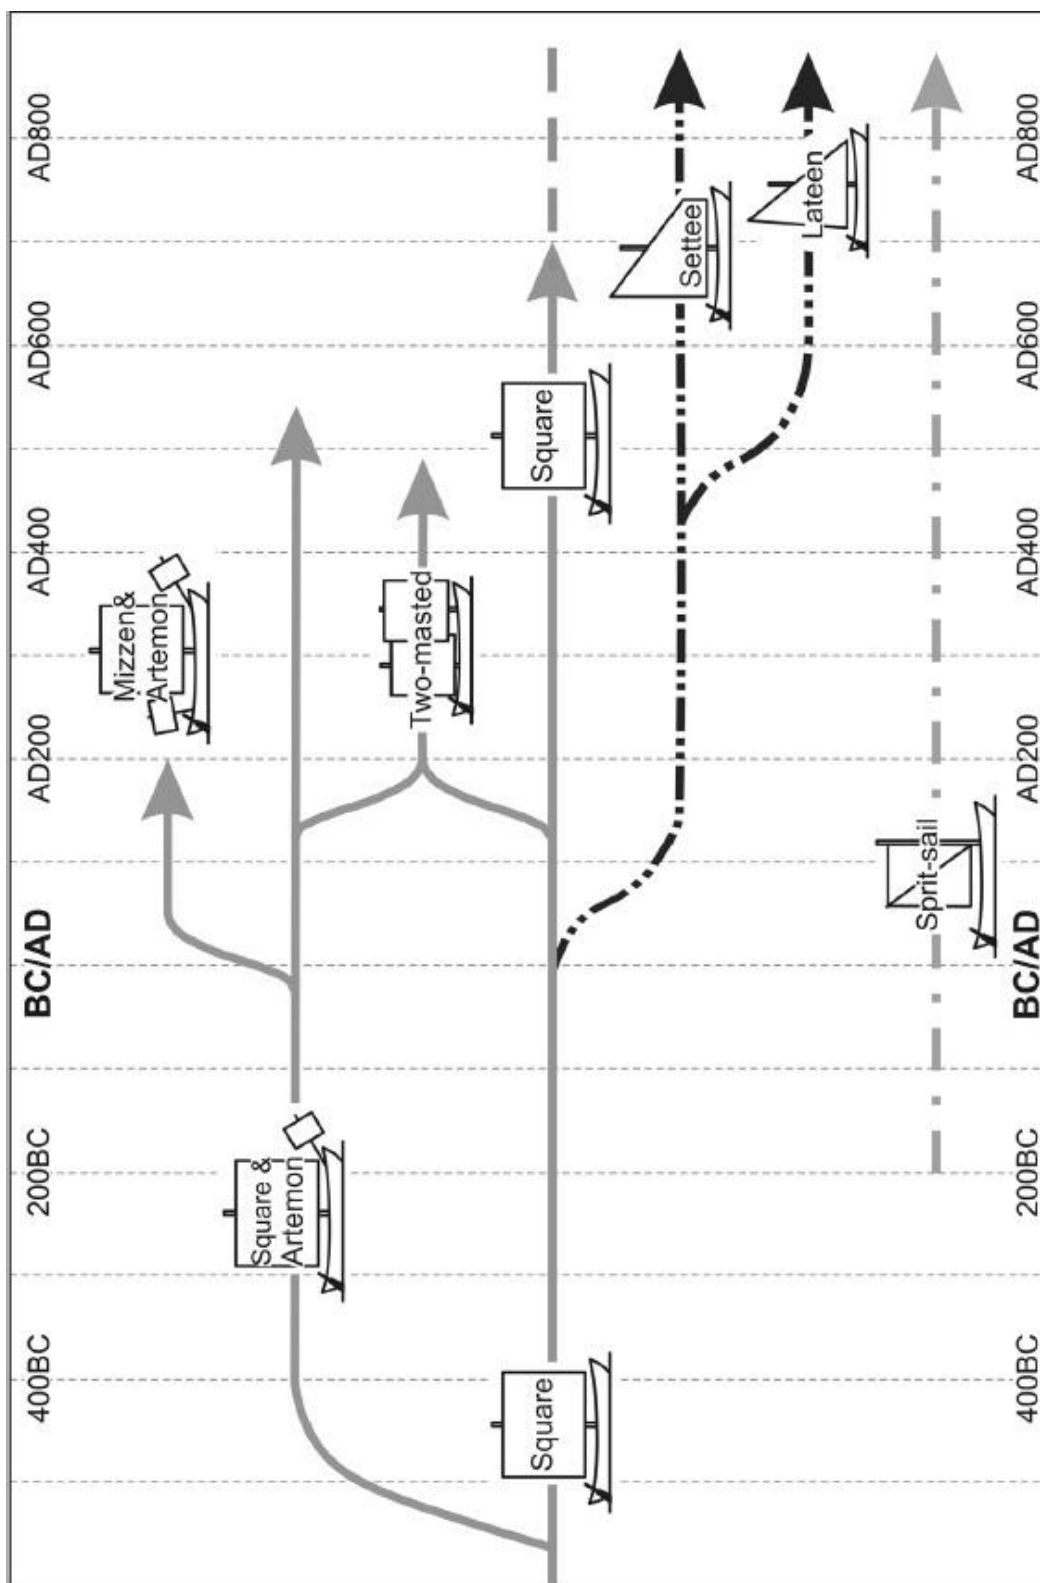 400BC 200BC BC/AD AD200 AD400 AD600 AD800
Mizzen&
Artemon
Square &
Artemon
Two-masted
Square
Square
Settee
Lateen
Sprit-sail
400BC 200BC BC/AD AD200 AD400 AD600 AD800